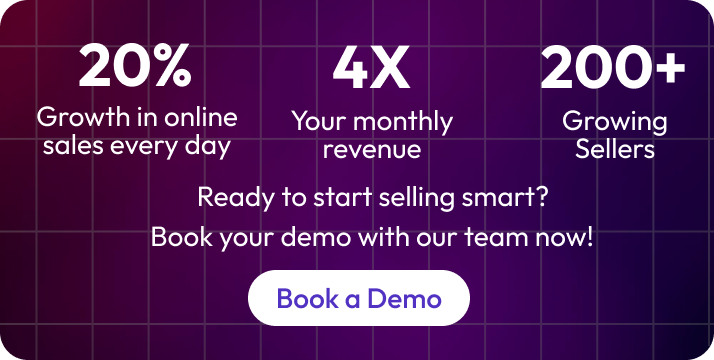 20%
Growth in online
sales every day
4X
Your monthly
revenue
200+
Growing
Sellers
Ready to start selling smart?
Book your demo with our team now!
Book a Demo